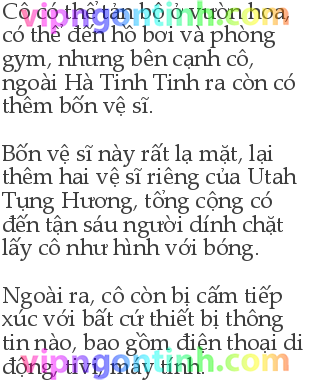 Cô có thể tản bộ ở vườn hoa,
có thể đến hồ bơi và phòng
gym, nhưng bên cạnh cô,
ngoài Hà Tinh Tinh ra còn có
thêm bốn vệ sĩ.
Bốn vệ sĩ này rất lạ mặt, lại
thêm hai vệ sĩ riêng của Utah
Tụng Hương, tổng cộng có
đến tận sáu người dính chặt
lấy cô như hình với bóng.
Ngoài ra, cô còn bị cấm tiếp
xúc với bất cứ thiết bị thông
tin nào, bao gồm điện thoại di
động, tivi, máy tính.
vipngontinh.com
vipngontinh.com